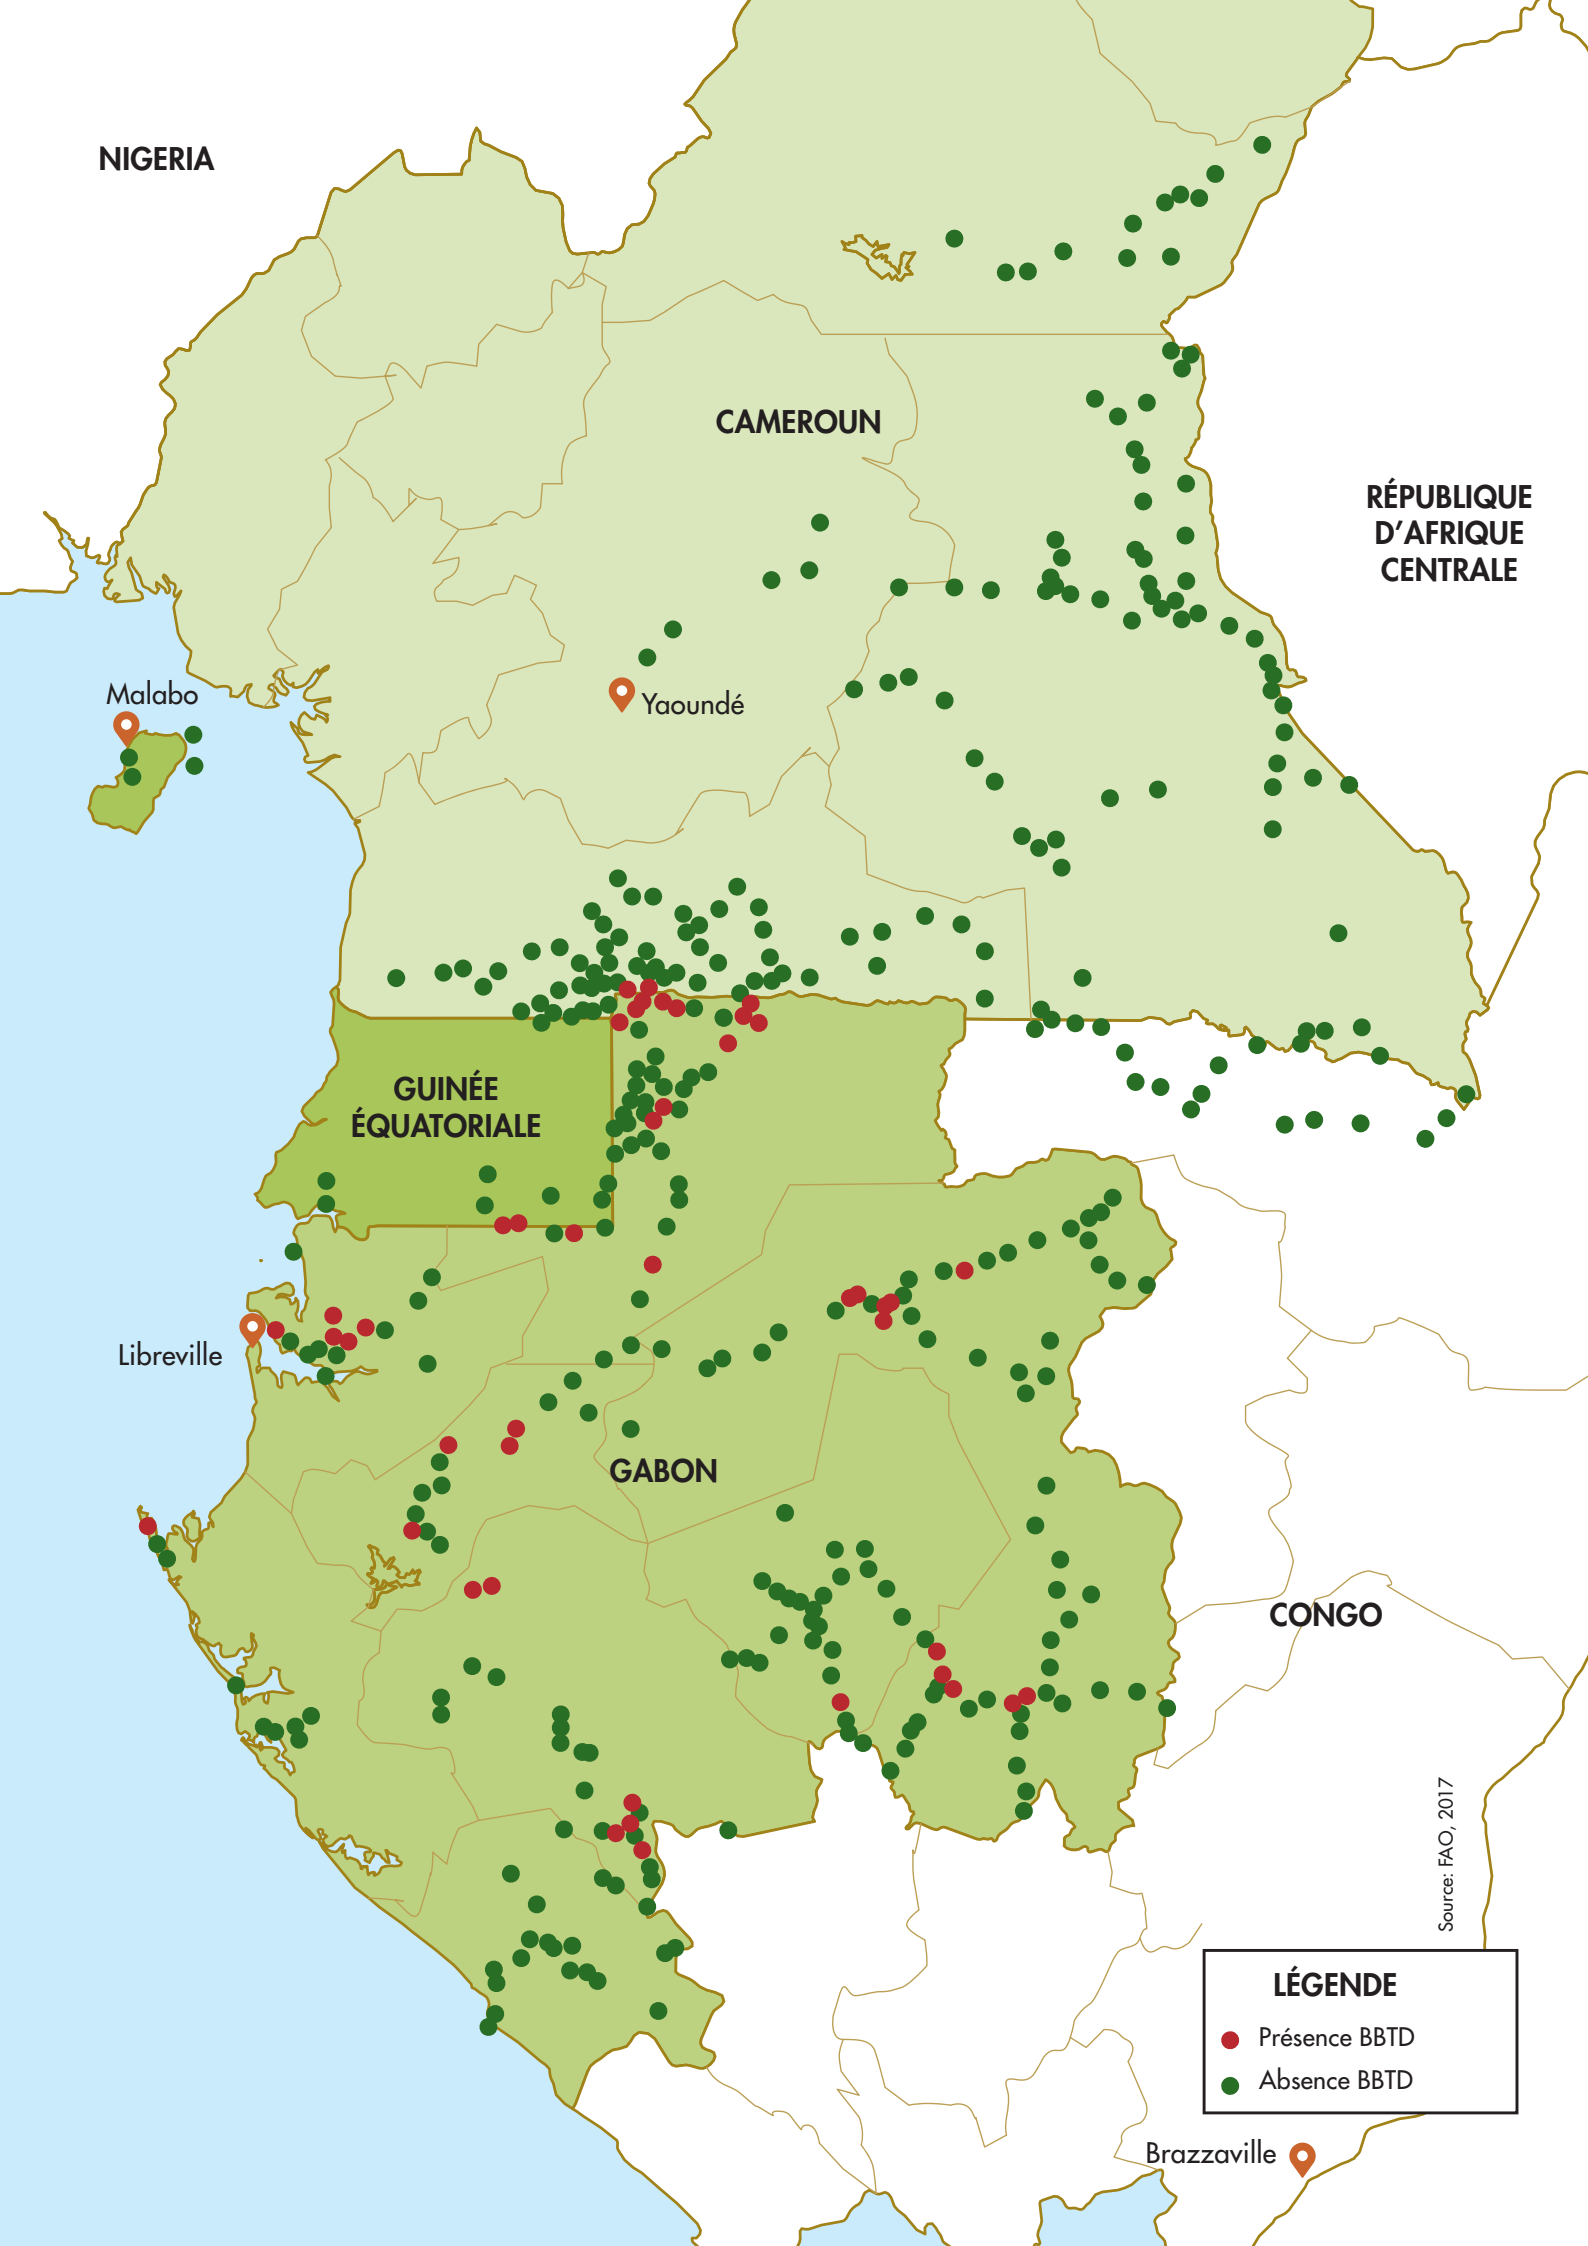 NIGERIA
CAMEROUN
RÉPUBLIQUE
D'AFRIQUE
CENTRALE
Malabo
Yaoundé
GUINÉE
ÉQUATORIALE
Libreville
GABON
CONGO
Source: FAO, 2017
LÉGENDE
Présence BBTD
Absence BBTD
Brazzaville